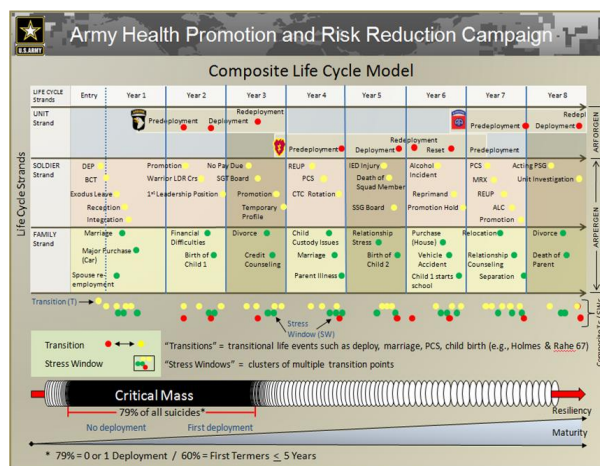 U.S.ARMY
Army Health Promotion and Risk Reduction Campaign
Composite Life Cycle Model
LIFE CYCLE Strands
Entry
Year 1
Year 2
Year 3
Year 4
Year 5
Year 6
Year 7
Year 8
Life Cycle Strands
UNIT Strand
Predeployment
Deployment
Redeployment
Predeployment
Deployment
Redeployment
Reset
Predeployment
Predeployment
Deployment
Redepl
ARFORGEN
SOLDIER Strand
DEP
BCT
Exodus Leave
Reception
Integration
Promotion
Warrior LDR Crs
1st Leadership Position
No Pay Due
SGT Board
Promotion
Temporary Profile
REUP
PCS
CTC Rotation
IED Injury
Death of Squad Member
SSG Board
Alcohol Incident
Reprimand
Promotion Hold
PCS
MRX
REUP
ALC
Promotion
Acting PSG
Unit Investigation
ARPERGEN
FAMILY Strand
Marriage
Major Purchase (Car)
Spouse re-employment
Financial Difficulties
Birth of Child 1
Divorce
Credit Counseling
Child Custody Issues
Marriage
Parent Illness
Relationship Stress
Birth of Child 2
Purchase (House)
Vehicle Accident
Child 1 starts school
Relocation
Relationship Counseling
Separation
Divorce
Death of Parent
Transition (T)
Stress Window (SW)
Transition
"Transitions" = transitional life events such as deploy, marriage, PCS, child birth (e.g., Holmes & Rahe 67)
Stress Window
"Stress Windows" = clusters of multiple transition points
Critical Mass
79% of all suicides*
Resiliency
No deployment
First deployment
Maturity
* 79% = 0 or 1 Deployment / 60% = First Termers ≤ 5 Years